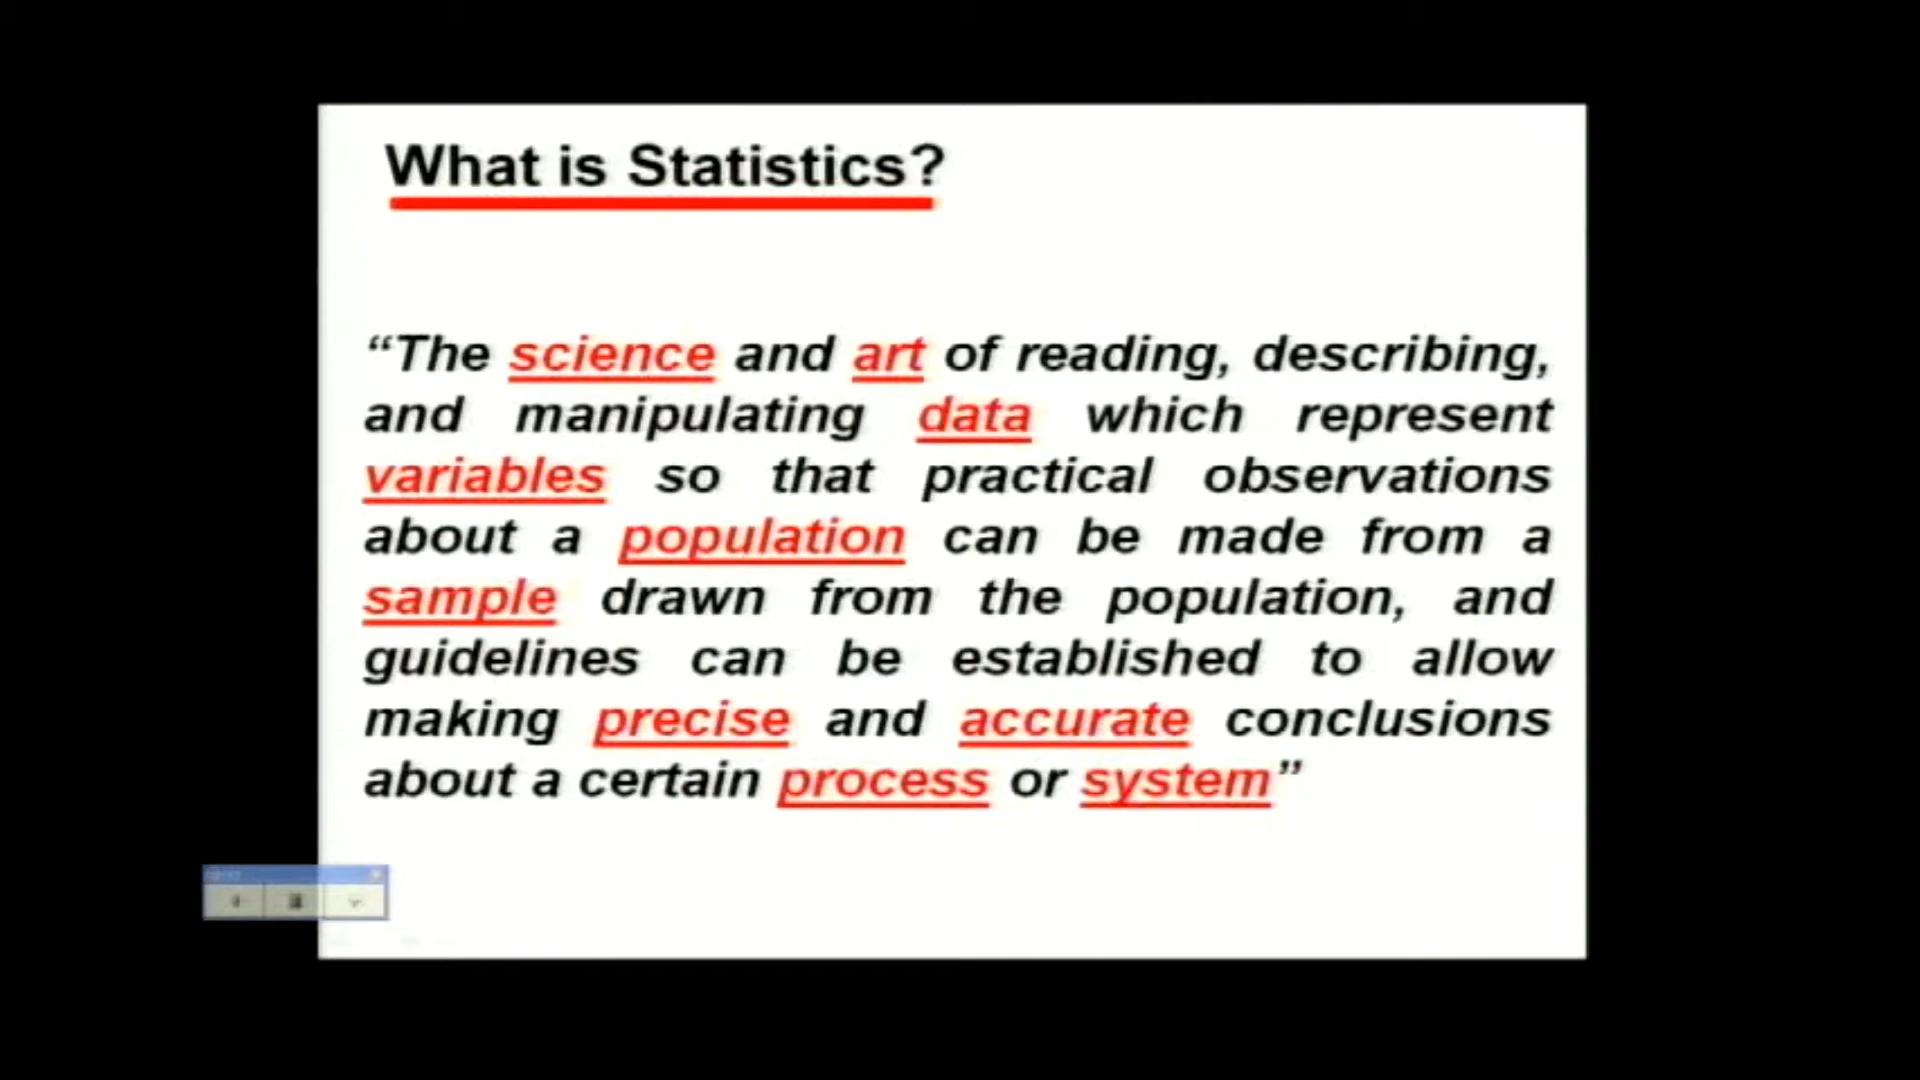 What is Statistics?
“The science and art of reading, describing,
and manipulating data which represent
variables so that practical observations
about a population can be made from a
sample drawn from the population, and
guidelines can be established to allow
making precise and accurate conclusions
about a certain process or system”